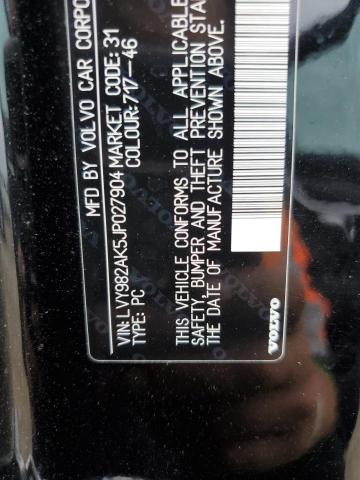 MFD BY VOLVO CAR CORPO
VIN: LVY982AK5JP027904 MARKET CODE: 31
TYPE: PC COLOUR: 717-46
THIS VEHICLE CONFORMS TO ALL APPLICABLE
SAFETY, BUMPER AND THEFT PREVENTION STA
THE DATE OF MANUFACTURE SHOWN ABOVE.
VOLVO